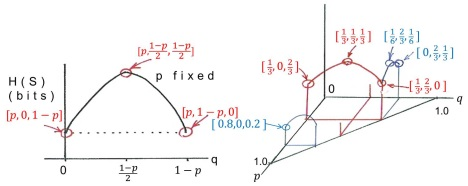 [p, 1-p/2, 1-p/2]
H(S)
(bits)
p fixed
[p,0,1-p]
[p,1-p,0]
0
1-p/2
1-p
q
[1/3, 1/3, 1/3]
[1/6, 2/3, 1/6]
[1/3, 0, 2/3]
[0, 2/3, 1/3]
[1/3, 2/3, 0]
[0.8,0,0.2]
0
1.0
q
1.0
p